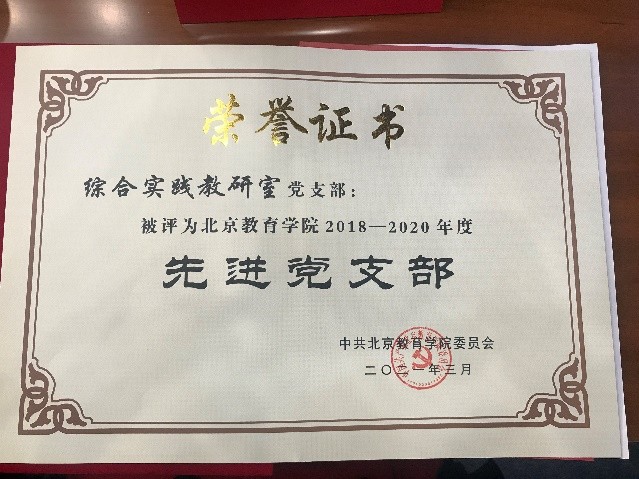 荣誉证书
综合实践教研室党支部：
被评为北京教育学院2018—2020年度
先进党支部
中共北京教育学院委员会
二〇二一年三月